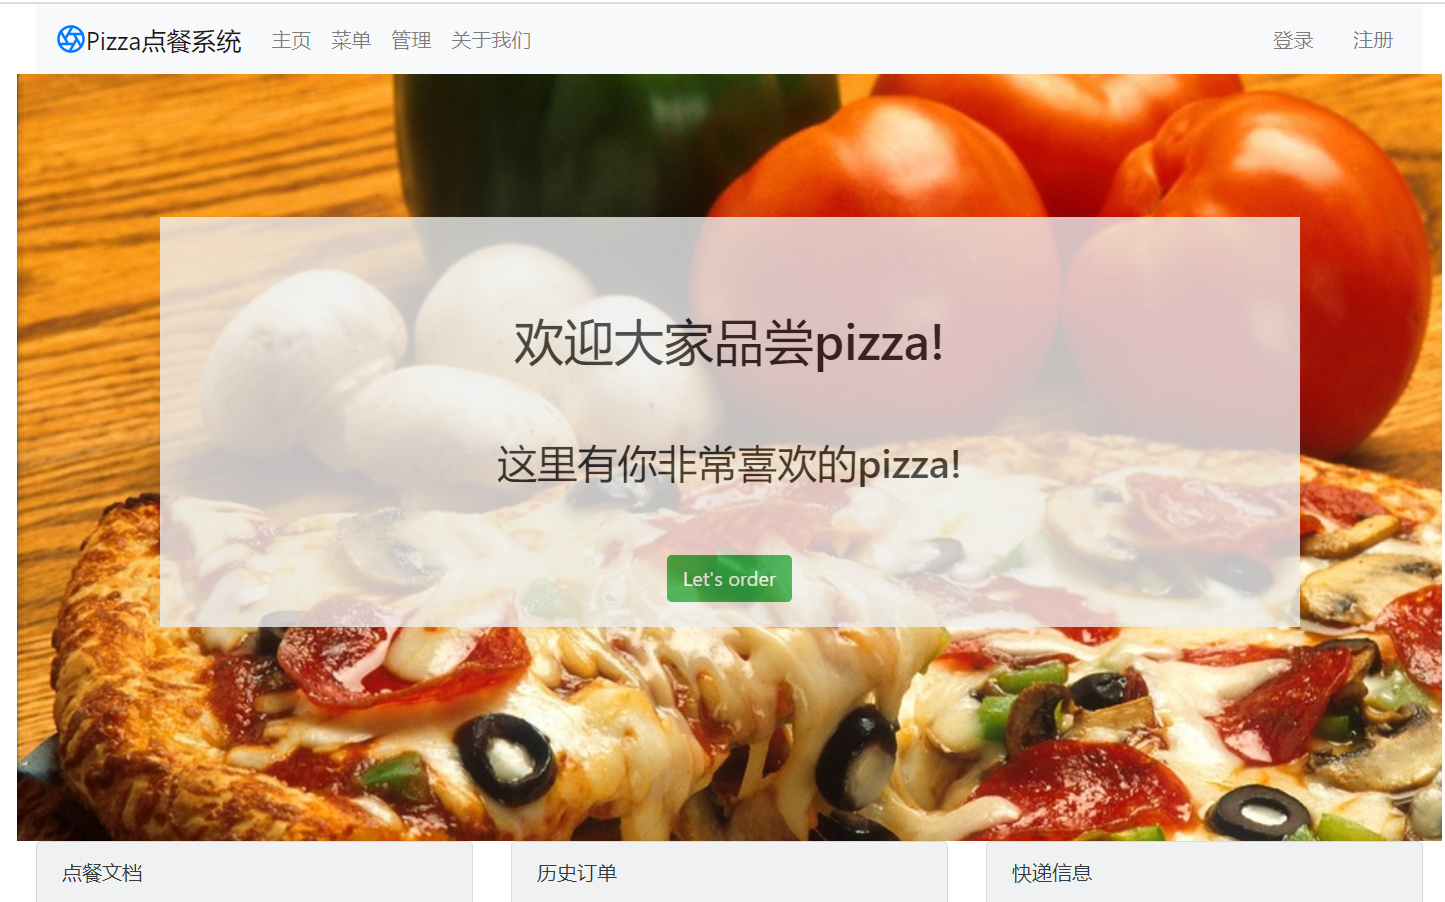 Pizza点餐系统 主页 菜单 管理 关于我们 登录 注册
欢迎大家品尝pizza!
这里有你非常喜欢的pizza!
Let's order
点餐文档 历史订单 快递信息